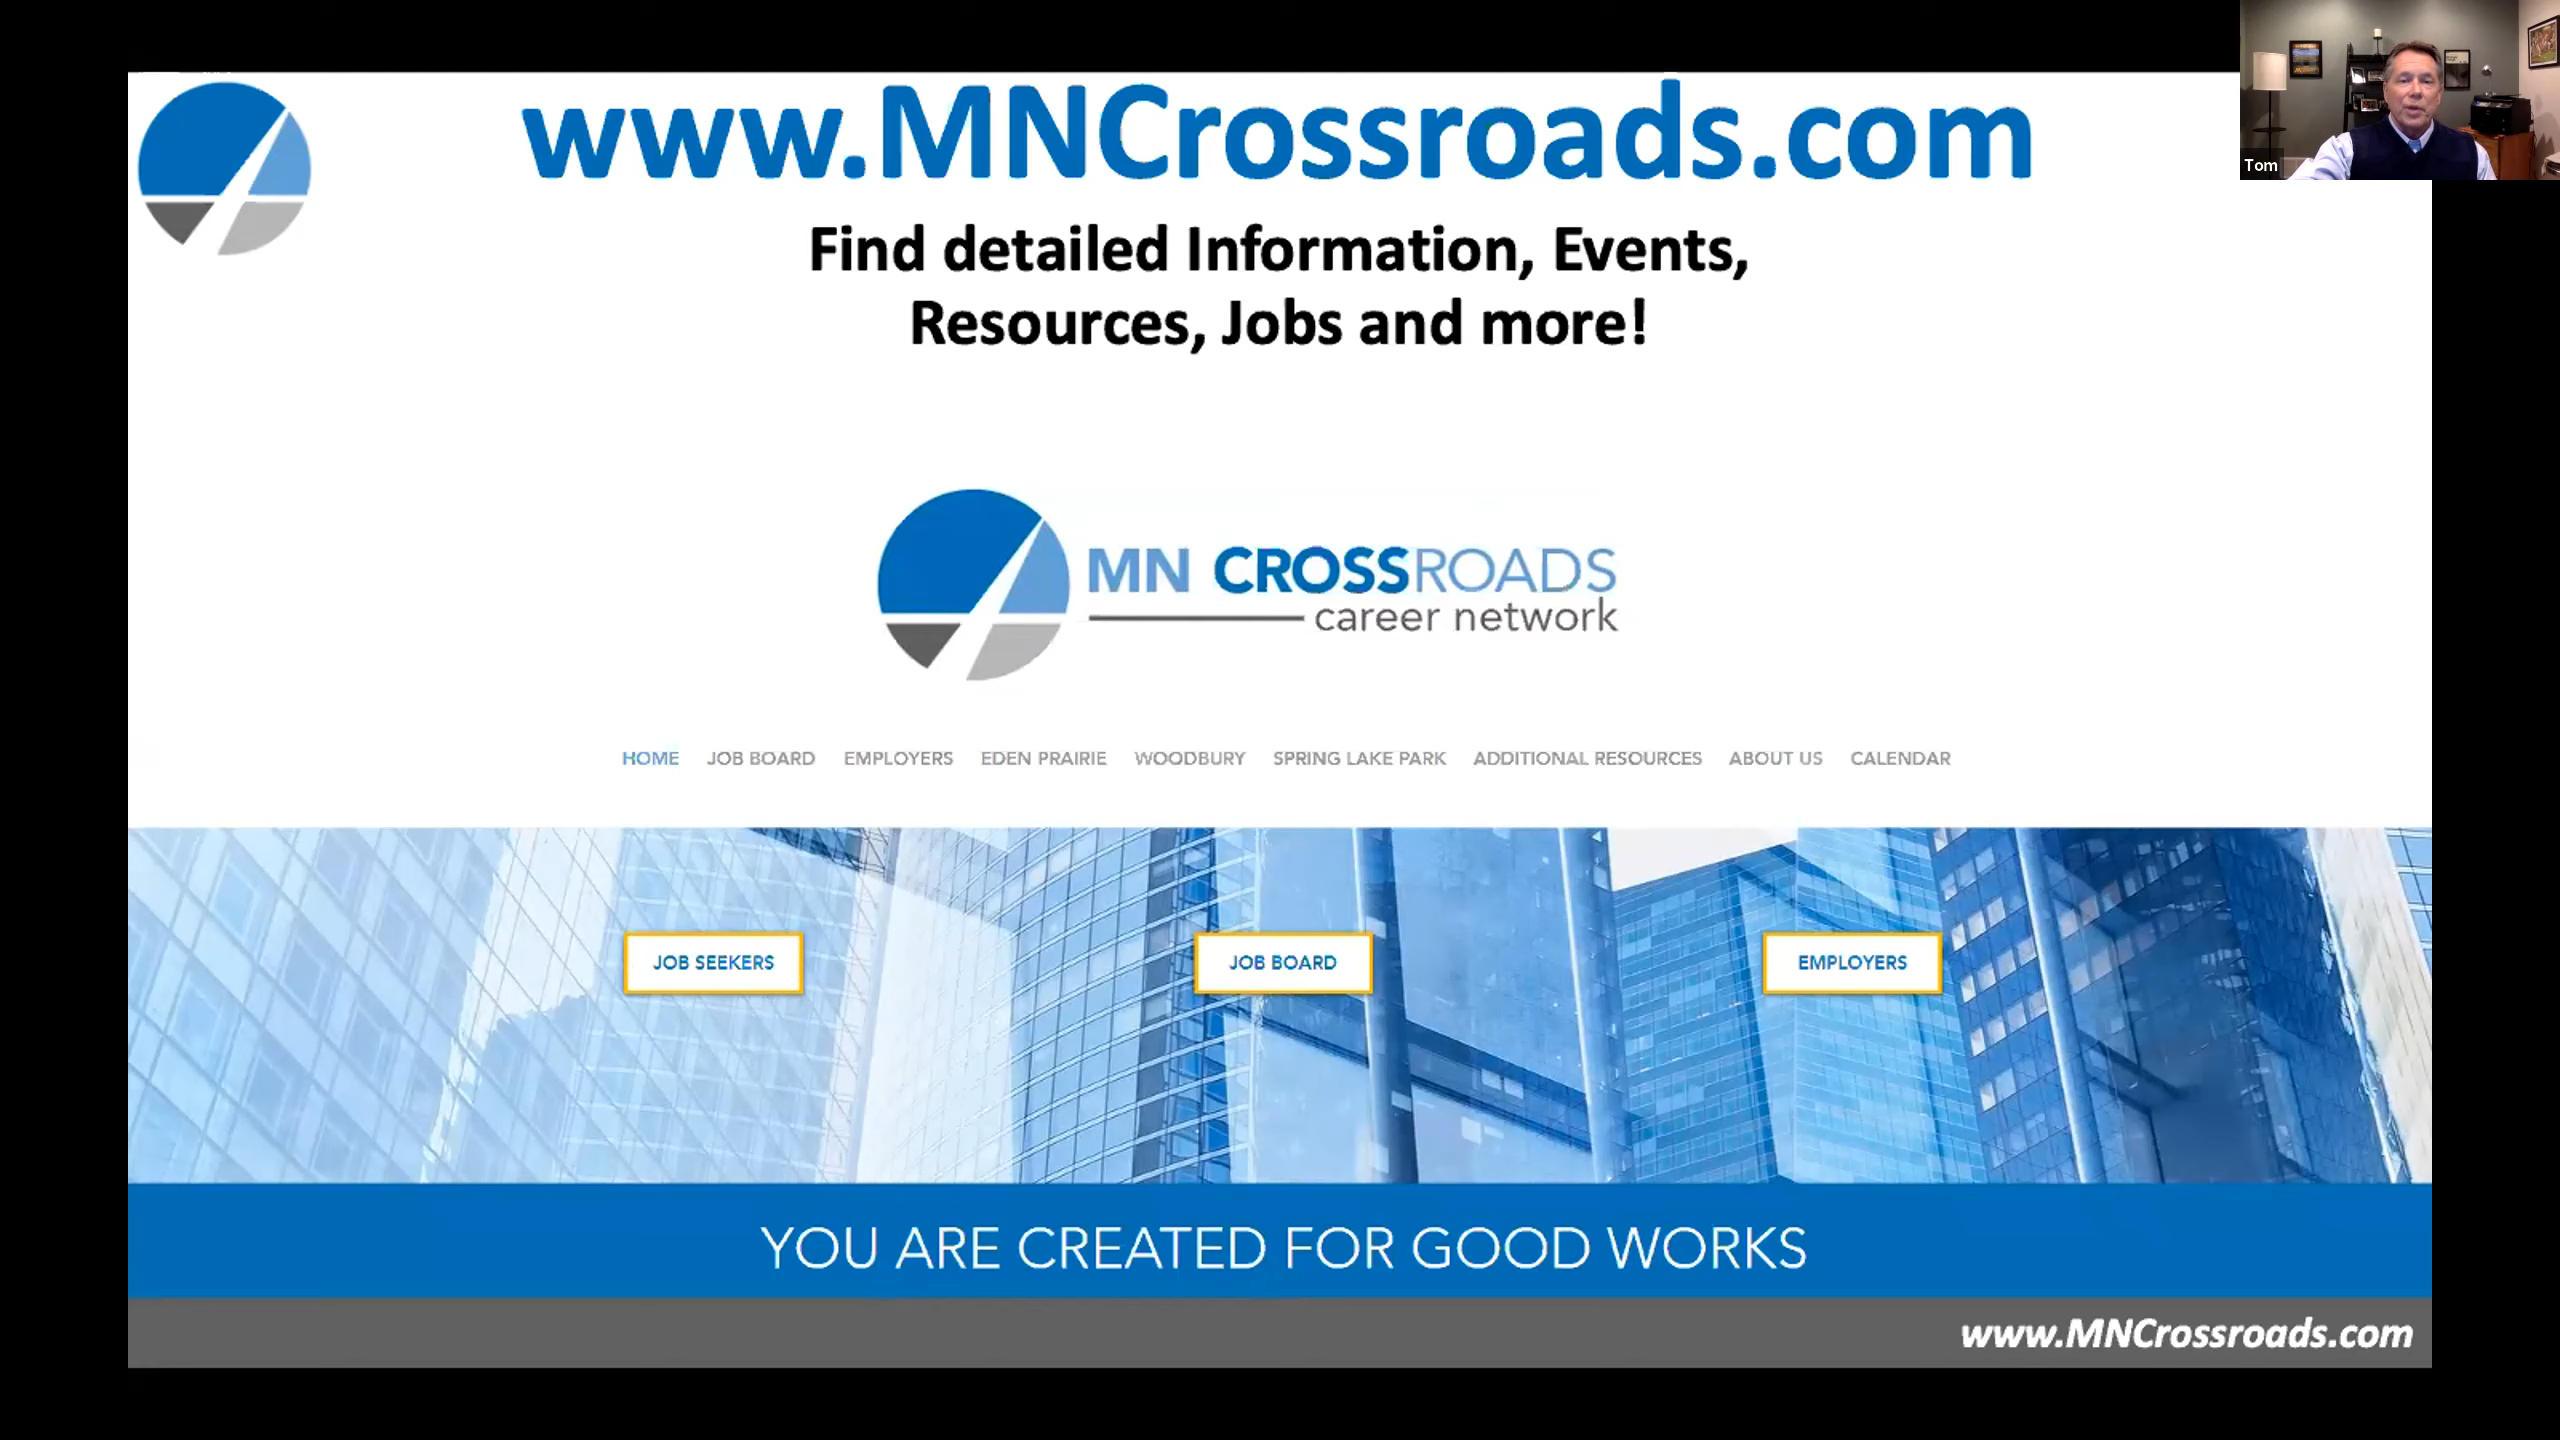 www.MNCrossroads.com
Tom
Find detailed Information, Events,
Resources, Jobs and more!
MN CROSSROADS
career network
HOME JOB BOARD EMPLOYERS EDEN PRAIRIE WOODBURY SPRING LAKE PARK ADDITIONAL RESOURCES ABOUT US CALENDAR
JOB SEEKERS JOB BOARD EMPLOYERS
YOU ARE CREATED FOR GOOD WORKS
www.MNCrossroads.com